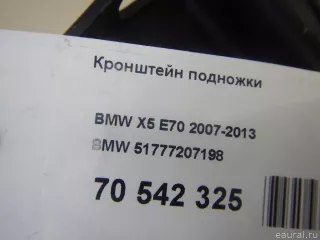 Кронштейн подножки
BMW X5 E70 2007-2013
BMW 51777207198
70 542 325
eaural.ru